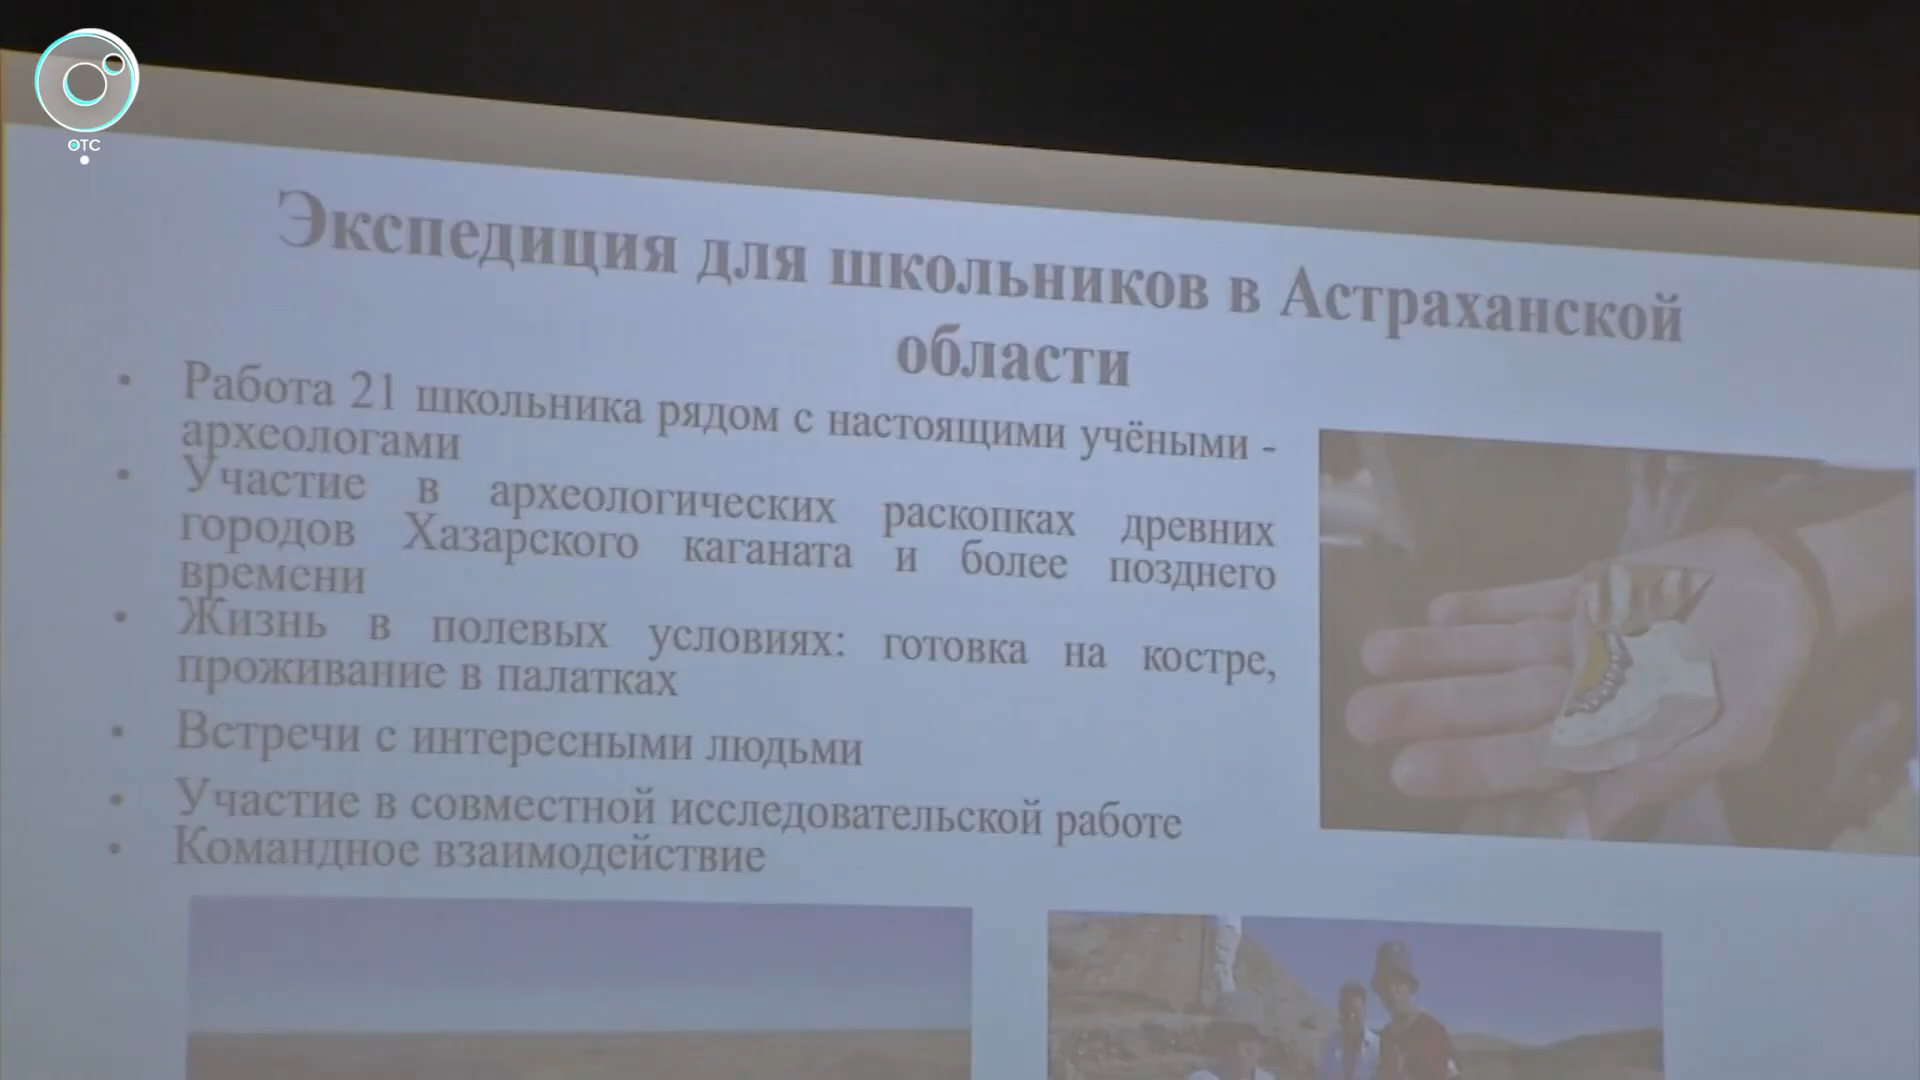 ОТС
Экспедиция для школьников в Астраханской
области
• Работа 21 школьника рядом с настоящими учёными -
археологами
• Участие в археологических раскопках древних
городов Хазарского каганата и более позднего
времени
• Жизнь в полевых условиях: готовка на костре,
проживание в палатках
• Встречи с интересными людьми
• Участие в совместной исследовательской работе
• Командное взаимодействие